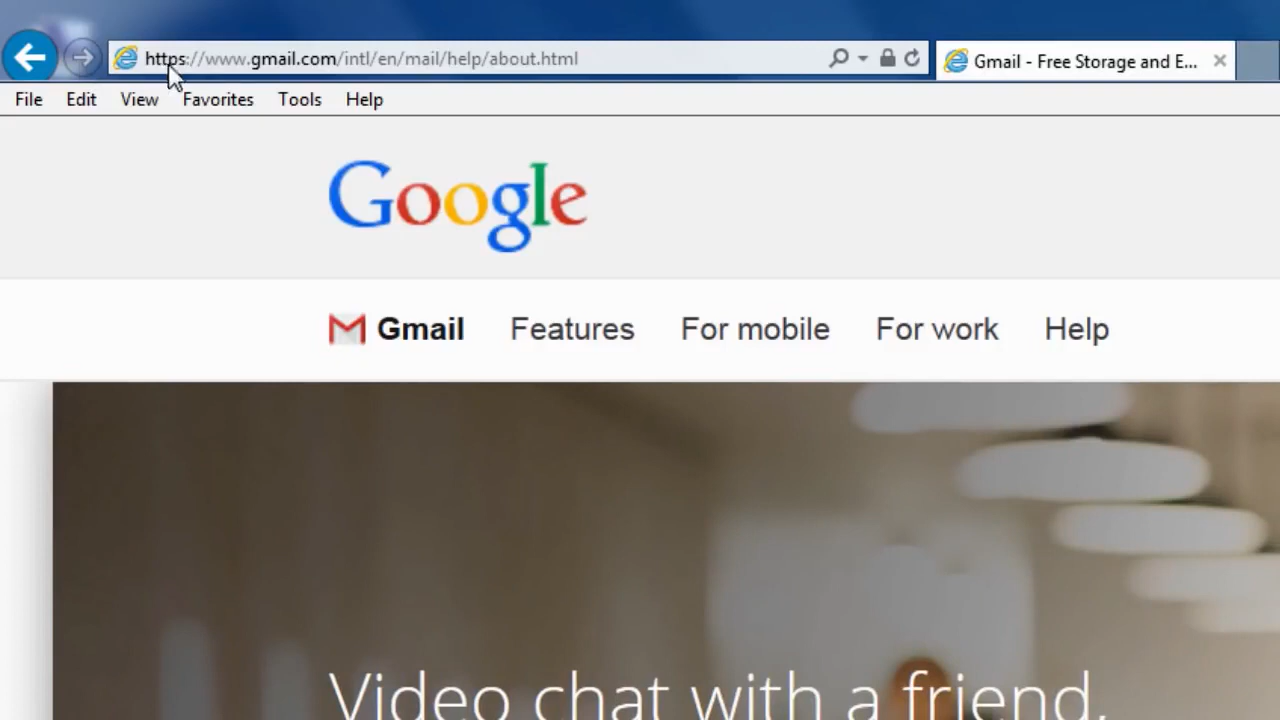 https://www.gmail.com/intl/en/mail/help/about.html
Gmail - Free Storage and E...
File Edit View Favorites Tools Help
Google
Gmail Features For mobile For work Help
Video chat with a friend,